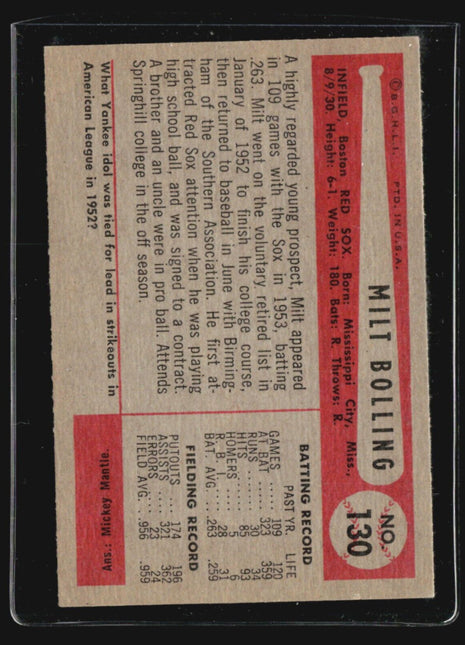 MILT BOLLING
NO.
130
© B.G.H.L.I. PTD. IN U.S.A.
INFIELD, Boston RED SOX. Born: Mississippi City, Miss.,
8/9/30. Height: 6-1. Weight: 180. Bats: R. Throws: R.
A highly regarded young prospect, Milt appeared
in 109 games with the Sox in 1953, batting
263. Milt went on the voluntary retired list in
January of 1952 to finish his college course,
then returned to baseball in June with Birming-
ham of the Southern Association. He first at-
tracted Red Sox attention when he was playing
high school ball, and was signed to a contract.
A brother and an uncle were in pro ball. Attends
Springhill college in the off season.
BATTING RECORD
PAST YR. LIFE
GAMES ..... 109 120
AT BAT .... 323 359
RUNS ...... 30 34
HITS ...... 85 93
HOMERS .... 5 6
R. B. I. .... 28 31
BAT. AVG. .. .263 .259
FIELDING RECORD
PUTOUTS ... 174 196
ASSISTS .... 321 362
ERRORS .... 23 24
FIELD AVG. . .956 .959
What Yankee idol was tied for lead in strikeouts in
American League in 1952?
Ans.: Mickey Mantle